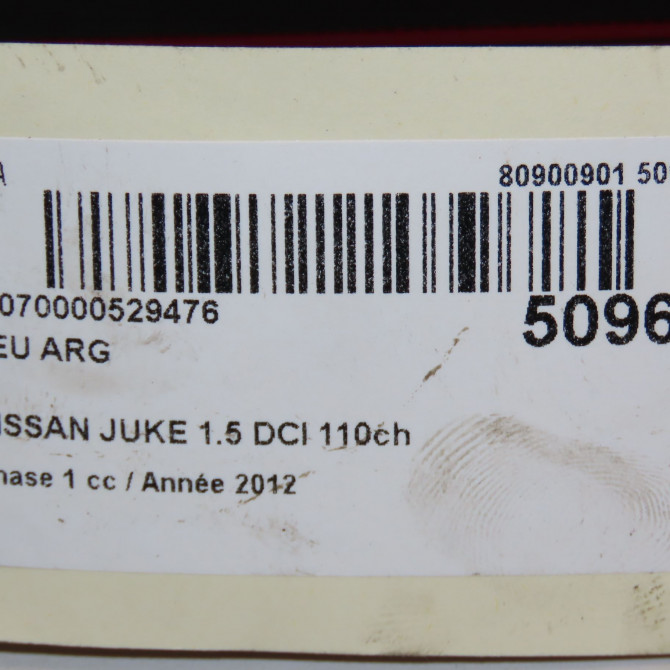 A 80900901 50
070000529476 5096
EU ARG
ISSAN JUKE 1.5 DCI 110ch
hase 1 cc / Année 2012